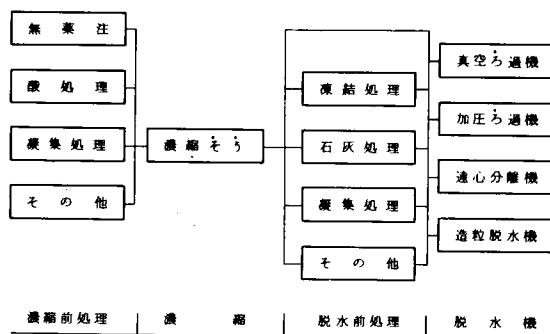 無薬注
酸処理
凝集処理
その他
濃縮そう
凍結処理
石灰処理
凝集処理
その他
真空ろ過機
加圧ろ過機
遠心分離機
造粒脱水機
濃縮前処理 濃縮 脱水前処理 脱水機